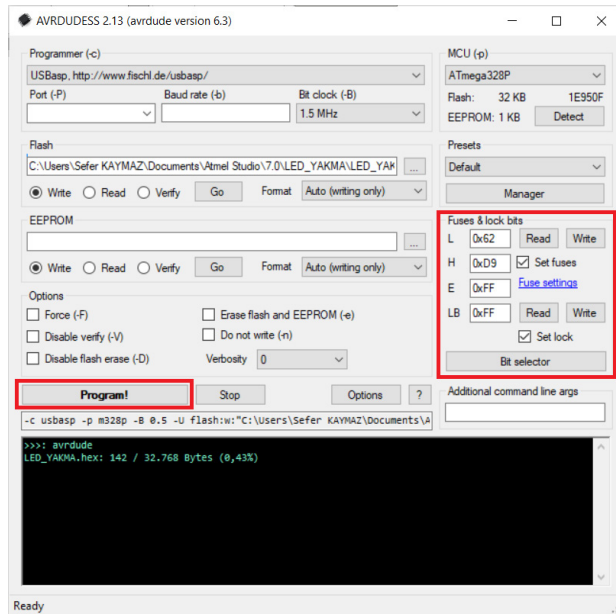 AVRDUDESS 2.13 (avrdude version 6.3)
Programmer (-c)
USBasp, http://www.fischl.de/usbasp/
Port (-P) Baud rate (-b) Bit clock (-B)
1.5 MHz
MCU (-p)
ATmega328P
Flash: 32 KB 1E950F
EEPROM: 1 KB Detect
Flash
C:\Users\Sefer KAYMAZ\Documents\Atmel Studio\7.0\LED_YAKMA\LED_YAK ...
Write Read Verify Go Format Auto (writing only)
Presets
Default
Manager
EEPROM
...
Write Read Verify Go Format Auto (writing only)
Fuses & lock bits
L 0x62 Read Write
H 0xD9 Set fuses
E 0xFF Fuse settings
LB 0xFF Read Write
Set lock
Bit selector
Options
Force (-F) Erase flash and EEPROM (-e)
Disable verify (-V) Do not write (-n)
Disable flash erase (-D) Verbosity 0
Program! Stop Options ?
Additional command line args
-c usbasp -p m328p -B 0.5 -U flash:w:"C:\Users\Sefer KAYMAZ\Documents\A
>>>: avrdude
LED_YAKMA.hex: 142 / 32.768 Bytes (0,43%)
Ready